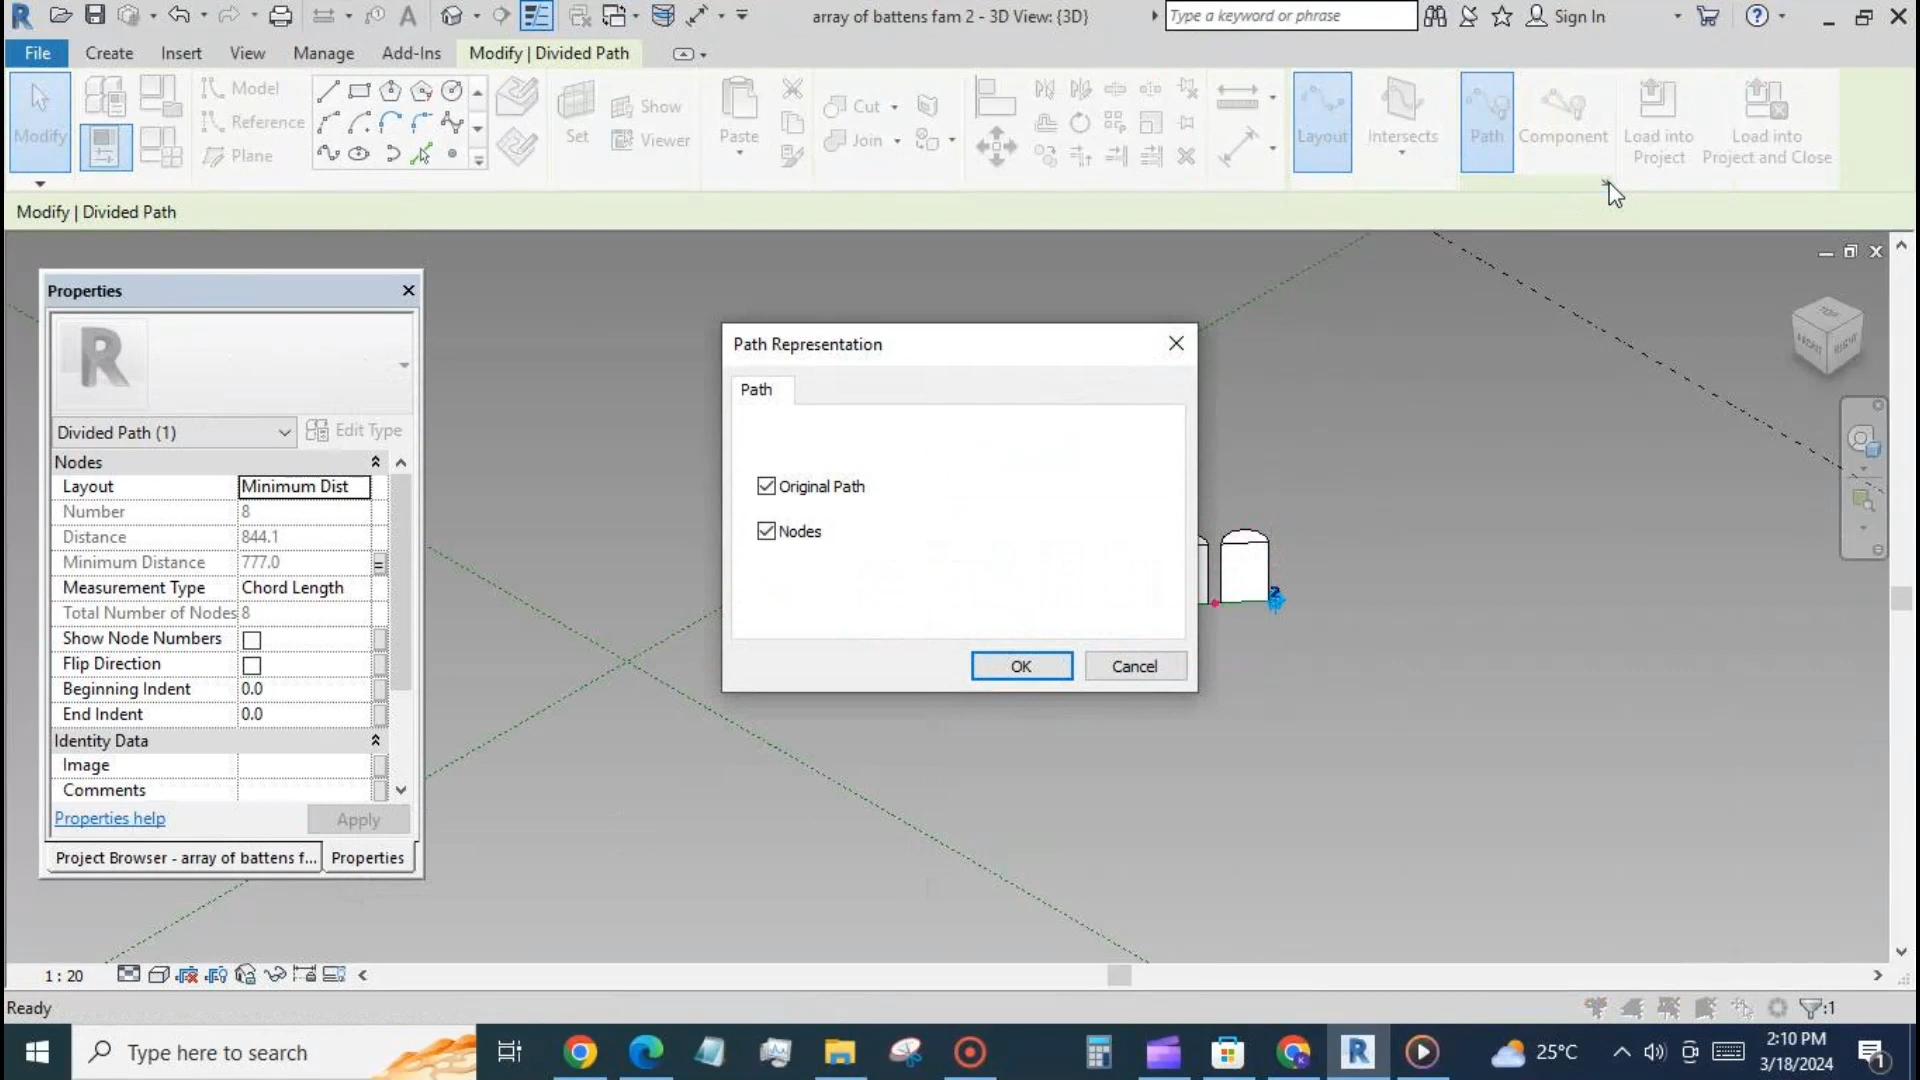 array of battens fam 2 - 3D View: {3D}
Type a keyword or phrase
Sign In
File
Create
Insert
View
Manage
Add-Ins
Modify | Divided Path
Modify
Model
Reference
Plane
Set
Show
Viewer
Paste
Cut
Join
Layout
Intersects
Path
Component
Load into
Project
Load into
Project and Close
Modify | Divided Path
Properties
Divided Path (1)
Edit Type
Nodes
Layout Minimum Dist
Number 8
Distance 844.1
Minimum Distance 777.0 =
Measurement Type Chord Length
Total Number of Nodes 8
Show Node Numbers
Flip Direction
Beginning Indent 0.0
End Indent 0.0
Identity Data
Image
Comments
Properties help
Apply
Project Browser - array of battens f...
Properties
Path Representation
Path
Original Path
Nodes
OK
Cancel
2
TOP
FRONT
RIGHT
1 : 20
Ready
:1
Type here to search
25°C
2:10 PM
3/18/2024
1